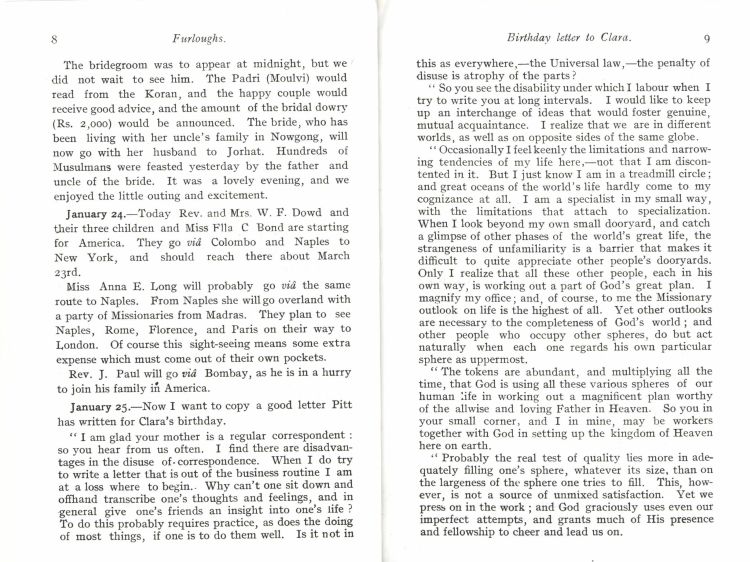 8 Furloughs.
The bridegroom was to appear at midnight, but we
did not wait to see him. The Padri (Moulvi) would
read from the Koran, and the happy couple would
receive good advice, and the amount of the bridal dowry
(Rs. 2,000) would be announced. The bride, who has
been living with her uncle's family in Nowgong, will
now go with her husband to Jorhat. Hundreds of
Musulmans were feasted yesterday by the father and
uncle of the bride. It was a lovely evening, and we
enjoyed the little outing and excitement.
January 24.—Today Rev. and Mrs. W. F. Dowd and
their three children and Miss Flla C Bond are starting
for America. They go viâ Colombo and Naples to
New York, and should reach there about March
23rd.
Miss Anna E. Long will probably go viâ the same
route to Naples. From Naples she will go overland with
a party of Missionaries from Madras. They plan to see
Naples, Rome, Florence, and Paris on their way to
London. Of course this sight-seeing means some extra
expense which must come out of their own pockets.
Rev. J. Paul will go viâ Bombay, as he is in a hurry
to join his family in America.
January 25.—Now I want to copy a good letter Pitt
has written for Clara's birthday.
" I am glad your mother is a regular correspondent :
so you hear from us often. I find there are disadvan-
tages in the disuse of correspondence. When I do try
to write a letter that is out of the business routine I am
at a loss where to begin. Why can't one sit down and
offhand transcribe one's thoughts and feelings, and in
general give one's friends an insight into one's life ?
To do this probably requires practice, as does the doing
of most things, if one is to do them well. Is it not in
Birthday letter to Clara. 9
this as everywhere,—the Universal law,—the penalty of
disuse is atrophy of the parts ?
" So you see the disability under which I labour when I
try to write you at long intervals. I would like to keep
up an interchange of ideas that would foster genuine,
mutual acquaintance. I realize that we are in different
worlds, as well as on opposite sides of the same globe.
" Occasionally I feel keenly the limitations and narrow-
ing tendencies of my life here,—not that I am discon-
tented in it. But I just know I am in a treadmill circle ;
and great oceans of the world's life hardly come to my
cognizance at all. I am a specialist in my small way,
with the limitations that attach to specialization.
When I look beyond my own small dooryard, and catch
a glimpse of other phases of the world's great life, the
strangeness of unfamiliarity is a barrier that makes it
difficult to quite appreciate other people's dooryards.
Only I realize that all these other people, each in his
own way, is working out a part of God's great plan. I
magnify my office ; and, of course, to me the Missionary
outlook on life is the highest of all. Yet other outlooks
are necessary to the completeness of God's world ; and
other people who occupy other spheres, do but act
naturally when each one regards his own particular
sphere as uppermost.
" The tokens are abundant, and multiplying all the
time, that God is using all these various spheres of our
human life in working out a magnificent plan worthy
of the allwise and loving Father in Heaven. So you in
your small corner, and I in mine, may be workers
together with God in setting up the kingdom of Heaven
here on earth.
" Probably the real test of quality lies more in ade-
quately filling one's sphere, whatever its size, than on
the largeness of the sphere one tries to fill. This, how-
ever, is not a source of unmixed satisfaction. Yet we
press on in the work ; and God graciously uses even our
imperfect attempts, and grants much of His presence
and fellowship to cheer and lead us on.